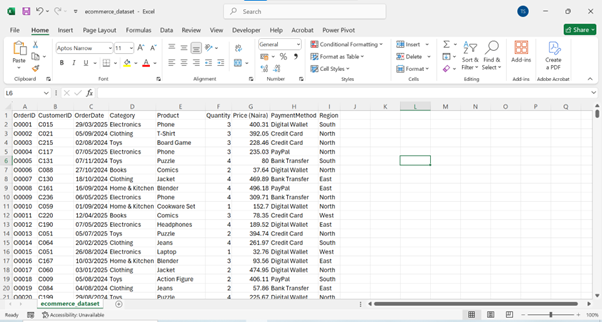 ecommerce_dataset - Excel
Search
TS
File Home Insert Page Layout Formulas Data Review View Developer Help Acrobat Power Pivot
Share
Paste
Aptos Narrow 11 A^ A˅
B I U
General
% 9
Conditional Formatting
Format as Table
Cell Styles
Insert
Delete
Format
Sort & Filter
Find & Select
Add-ins
Create a PDF
Clipboard Font Alignment Number Styles Cells Editing Add-ins Adobe Acrobat
L6 fx
A B C D E F G H I J K L M N O P Q
1 OrderID CustomerID OrderDate Category Product Quantity Price (Naira) PaymentMethod Region
2 O0001 C015 29/03/2025 Electronics Phone 3 400.31 Digital Wallet South
3 O0002 C021 05/09/2024 Clothing T-Shirt 3 392.05 Credit Card North
4 O0003 C215 02/08/2024 Toys Board Game 3 228.46 Credit Card North
5 O0004 C117 07/05/2023 Electronics Phone 3 235.03 PayPal North
6 O0005 C131 07/11/2024 Toys Puzzle 4 80 Bank Transfer South
7 O0006 C088 27/10/2024 Books Comics 2 37.64 Digital Wallet North
8 O0007 C130 18/10/2024 Clothing Jacket 4 469.89 Bank Transfer East
9 O0008 C161 16/09/2024 Home & Kitchen Blender 4 496.18 PayPal East
10 O0009 C236 06/05/2023 Electronics Phone 4 309.71 Bank Transfer North
11 O0010 C059 01/09/2024 Home & Kitchen Cookware Set 1 152.7 Digital Wallet North
12 O0011 C220 12/04/2025 Books Comics 3 78.35 Credit Card West
13 O0012 C190 07/05/2023 Electronics Headphones 4 189.52 Digital Wallet East
14 O0013 C051 05/07/2025 Toys Puzzle 2 394.74 Credit Card North
15 O0014 C064 20/02/2025 Clothing Jeans 4 261.97 Credit Card South
16 O0015 C051 26/08/2024 Electronics Laptop 1 32.76 Digital Wallet West
17 O0016 C167 10/03/2025 Home & Kitchen Blender 3 93.56 Digital Wallet East
18 O0017 C060 03/01/2025 Clothing Jacket 2 474.95 Digital Wallet North
19 O0018 C009 05/08/2024 Toys Action Figure 2 406.11 PayPal South
20 O0019 C084 04/08/2024 Clothing Jeans 2 57.86 Bank Transfer East
21 O0020 C199 29/08/2024 Toys Puzzle 4 225.67 Digital Wallet North
ecommerce_dataset
Ready Accessibility: Unavailable 100%